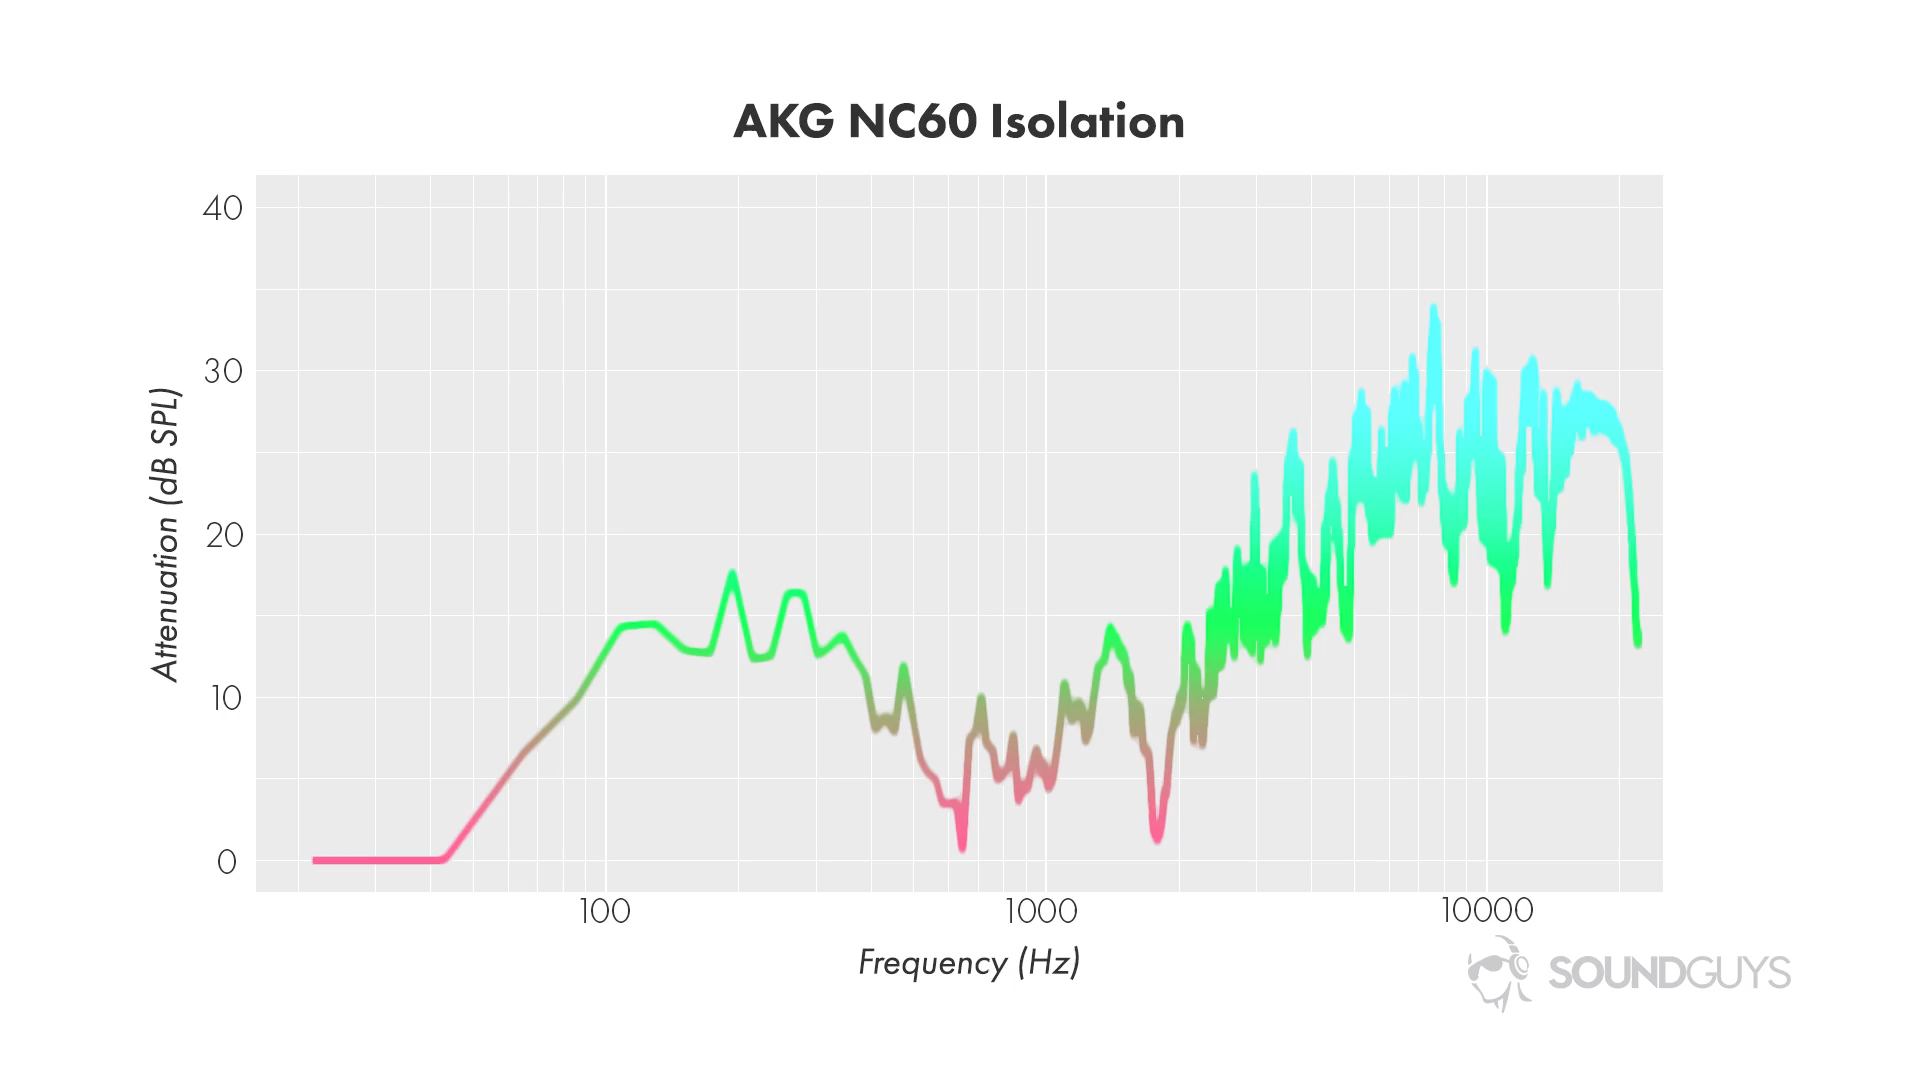 AKG NC60 Isolation
40
30
20
10
0
Attenuation (dB SPL)
100
1000
10000
Frequency (Hz)
SOUNDGUYS